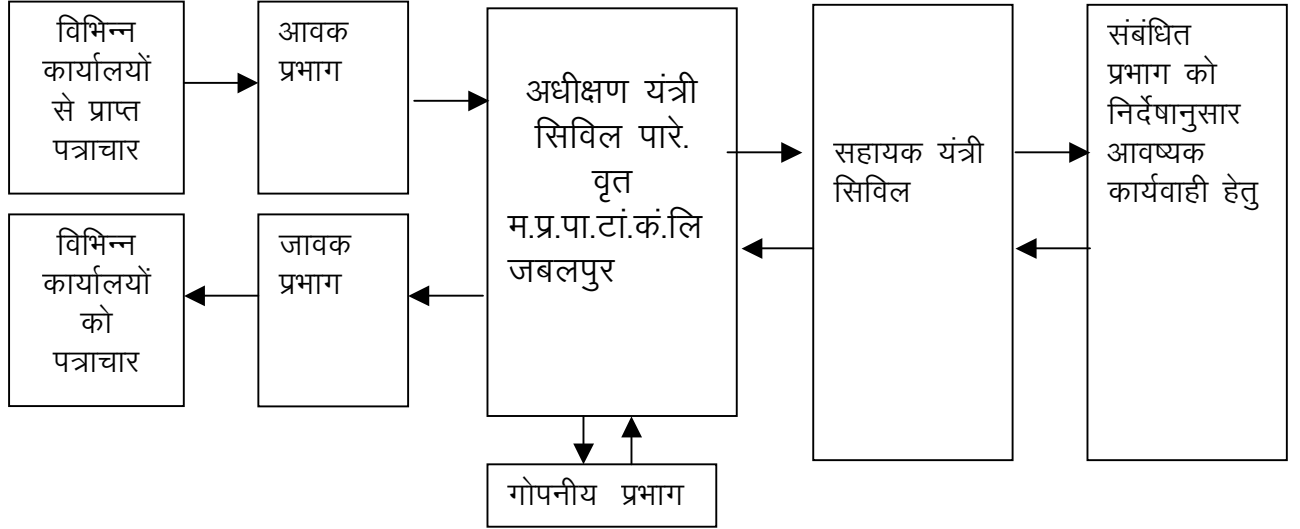 विभिन्न
कार्यालयों
से प्राप्त
पत्राचार
आवक
प्रभाग
अधीक्षण यंत्री
सिविल पारे.
वृत
म.प्र.पा.टां.कं.लि
जबलपुर
सहायक यंत्री
सिविल
संबंधित
प्रभाग को
निर्देषानुसार
आवष्यक
कार्यवाही हेतु
विभिन्न
कार्यालयों
को
पत्राचार
जावक
प्रभाग
गोपनीय प्रभाग